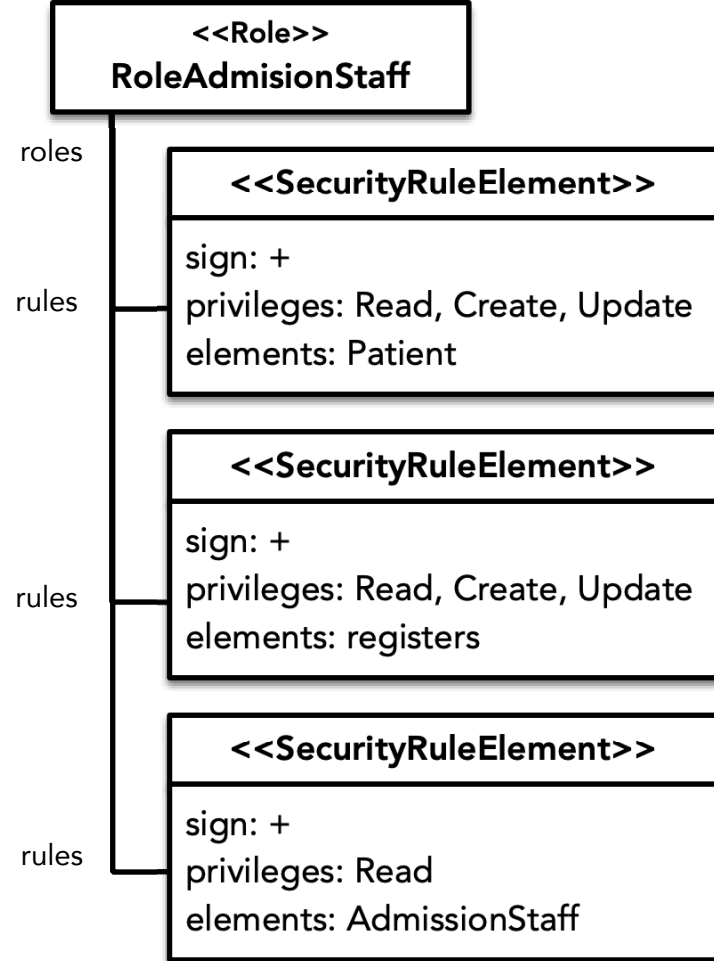 <<Role>>
RoleAdmisionStaff
roles
<<SecurityRuleElement>>
sign: +
rules
privileges: Read, Create, Update
elements: Patient
<<SecurityRuleElement>>
sign: +
rules
privileges: Read, Create, Update
elements: registers
<<SecurityRuleElement>>
sign: +
rules
privileges: Read
elements: AdmissionStaff